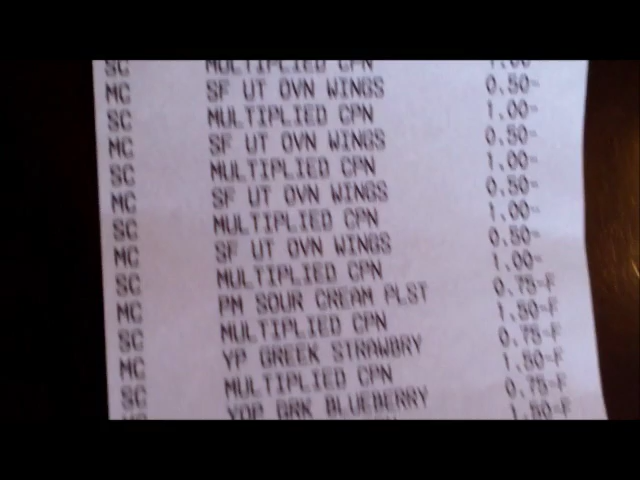 SC MULTIPLIED CPN 1.00-
MC SF UT OVN WINGS 0.50-
SC MULTIPLIED CPN 1.00-
MC SF UT OVN WINGS 0.50-
SC MULTIPLIED CPN 1.00-
MC SF UT OVN WINGS 0.50-
SC MULTIPLIED CPN 1.00-
MC SF UT OVN WINGS 0.50-
SC MULTIPLIED CPN 1.00-
MC PM SOUR CREAM PLST 0.75-F
SC MULTIPLIED CPN 1.50-F
MC YP GREEK STRAWBRY 0.75-F
SC MULTIPLIED CPN 1.50-F
YOP GRK BLUEBERRY 0.75-F
1.50-F